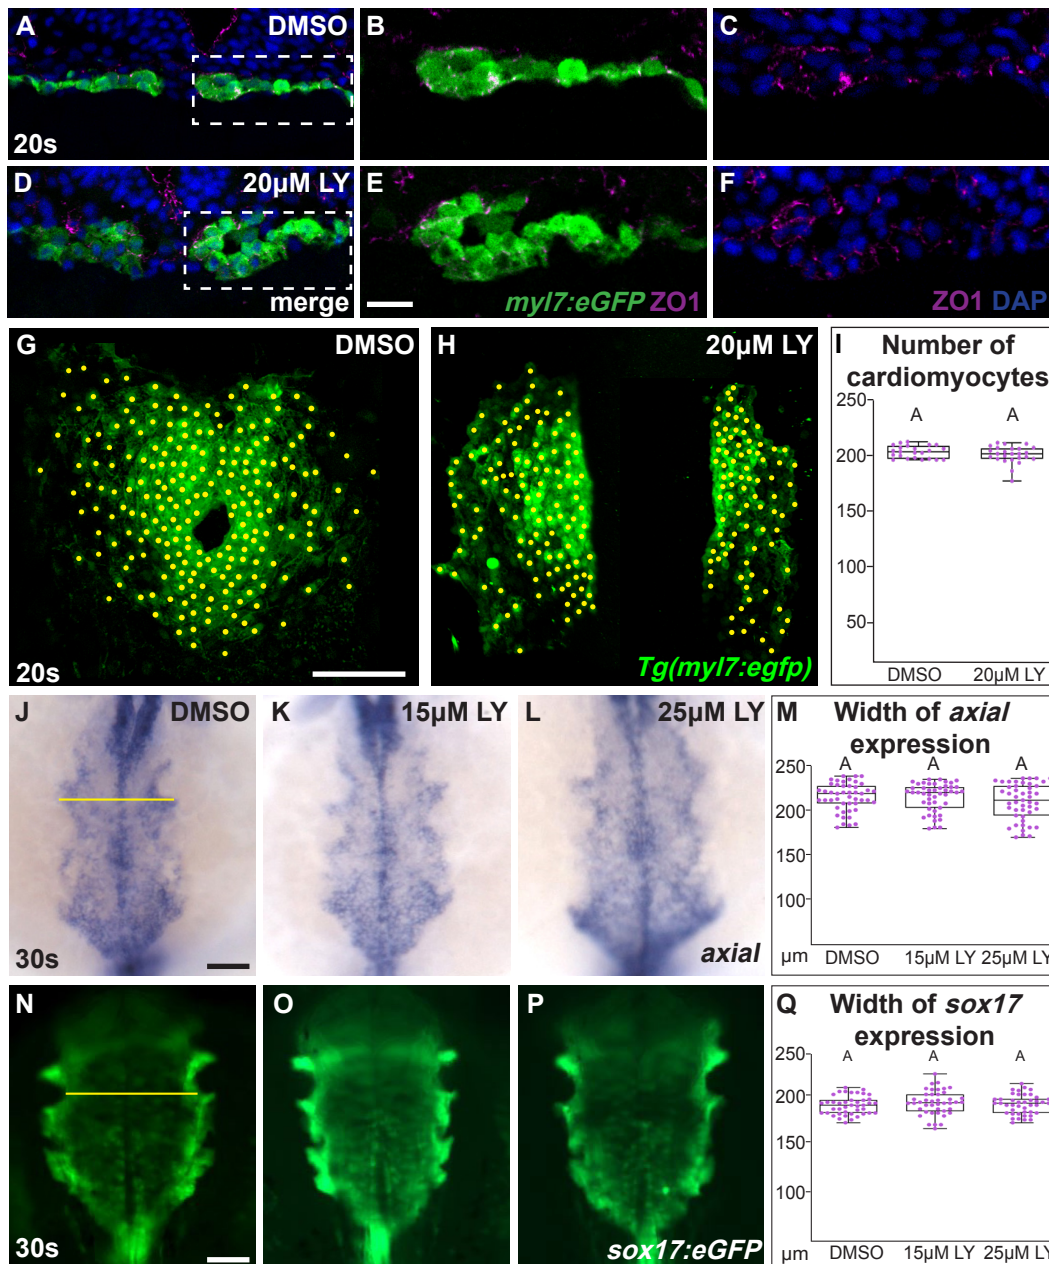 A DMSO
20s
B
C
D 20µM LY
merge
E
myl7:eGFP ZO1
F
ZO1 DAP
G DMSO
20s
H 20µM LY
Tg(myl7:egfp)
I Number of
cardiomyocytes
250
A A
200
150
100
50
DMSO 20µM LY
J DMSO
30s
K 15µM LY
L 25µM LY
axial
M Width of axial
expression
250
A A A
200
150
100
µm DMSO 15µM LY 25µM LY
N
30s
O
P
sox17:eGFP
Q Width of sox17
expression
250
A A A
200
150
100
µm DMSO 15µM LY 25µM LY